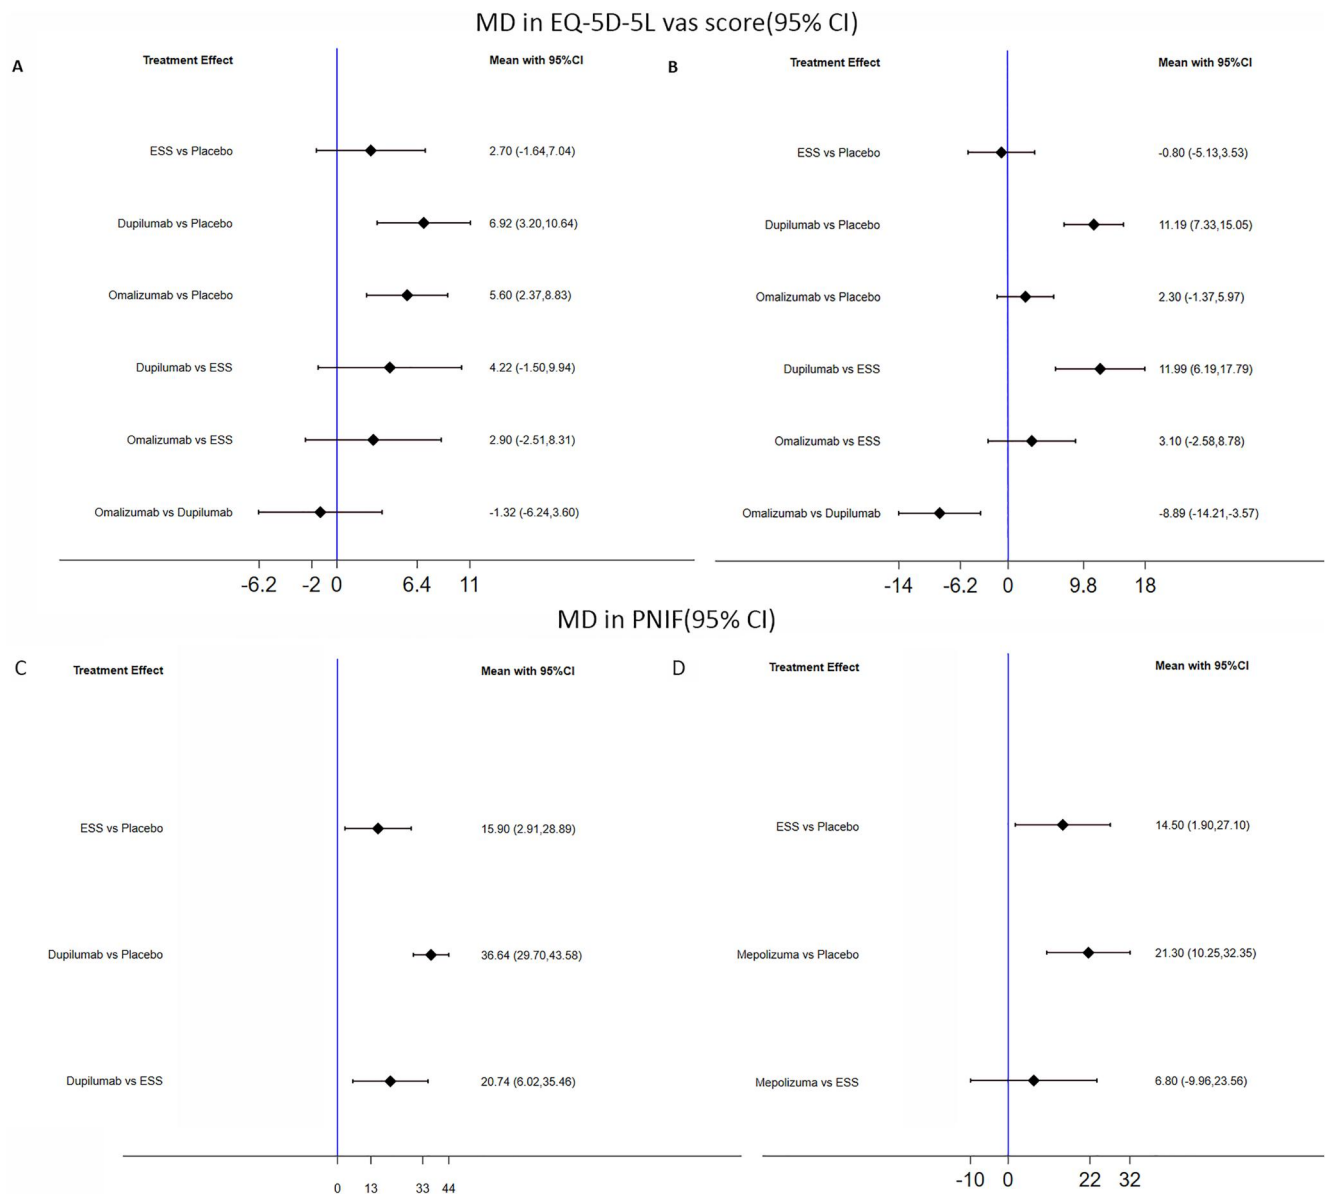 MD in EQ-5D-5L vas score(95% CI)
A
Treatment Effect
Mean with 95%CI
ESS vs Placebo
2.70 (-1.64,7.04)
Dupilumab vs Placebo
6.92 (3.20,10.64)
Omalizumab vs Placebo
5.60 (2.37,8.83)
Dupilumab vs ESS
4.22 (-1.50,9.94)
Omalizumab vs ESS
2.90 (-2.51,8.31)
Omalizumab vs Dupilumab
-1.32 (-6.24,3.60)
-6.2 -2 0 6.4 11
B
Treatment Effect
Mean with 95%CI
ESS vs Placebo
-0.80 (-5.13,3.53)
Dupilumab vs Placebo
11.19 (7.33,15.05)
Omalizumab vs Placebo
2.30 (-1.37,5.97)
Dupilumab vs ESS
11.99 (6.19,17.79)
Omalizumab vs ESS
3.10 (-2.58,8.78)
Omalizumab vs Dupilumab
-8.89 (-14.21,-3.57)
-14 -6.2 0 9.8 18
MD in PNIF(95% CI)
C
Treatment Effect
Mean with 95%CI
ESS vs Placebo
15.90 (2.91,28.89)
Dupilumab vs Placebo
36.64 (29.70,43.58)
Dupilumab vs ESS
20.74 (6.02,35.46)
0 13 33 44
D
Treatment Effect
Mean with 95%CI
ESS vs Placebo
14.50 (1.90,27.10)
Mepolizuma vs Placebo
21.30 (10.25,32.35)
Mepolizuma vs ESS
6.80 (-9.96,23.56)
-10 0 22 32